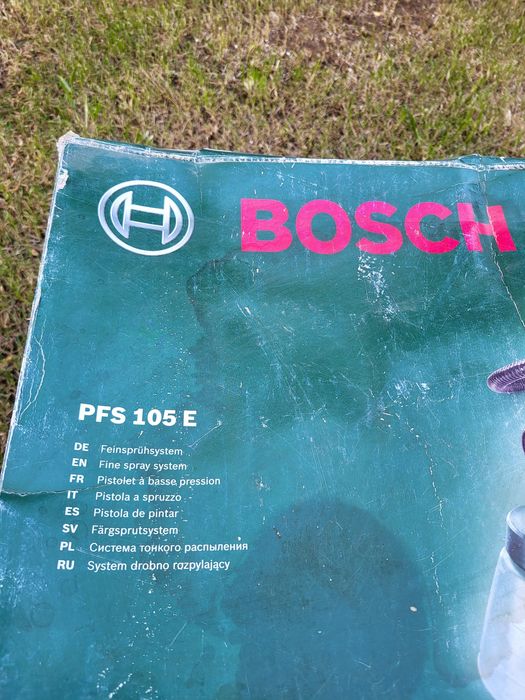 BOSCH
PFS 105 E
DE Feinsprühsystem
EN Fine spray system
FR Pistolet à basse pression
IT Pistola a spruzzo
ES Pistola de pintar
SV Färgsprutsystem
PL Система тонкого распыления
RU System drobno rozpylający